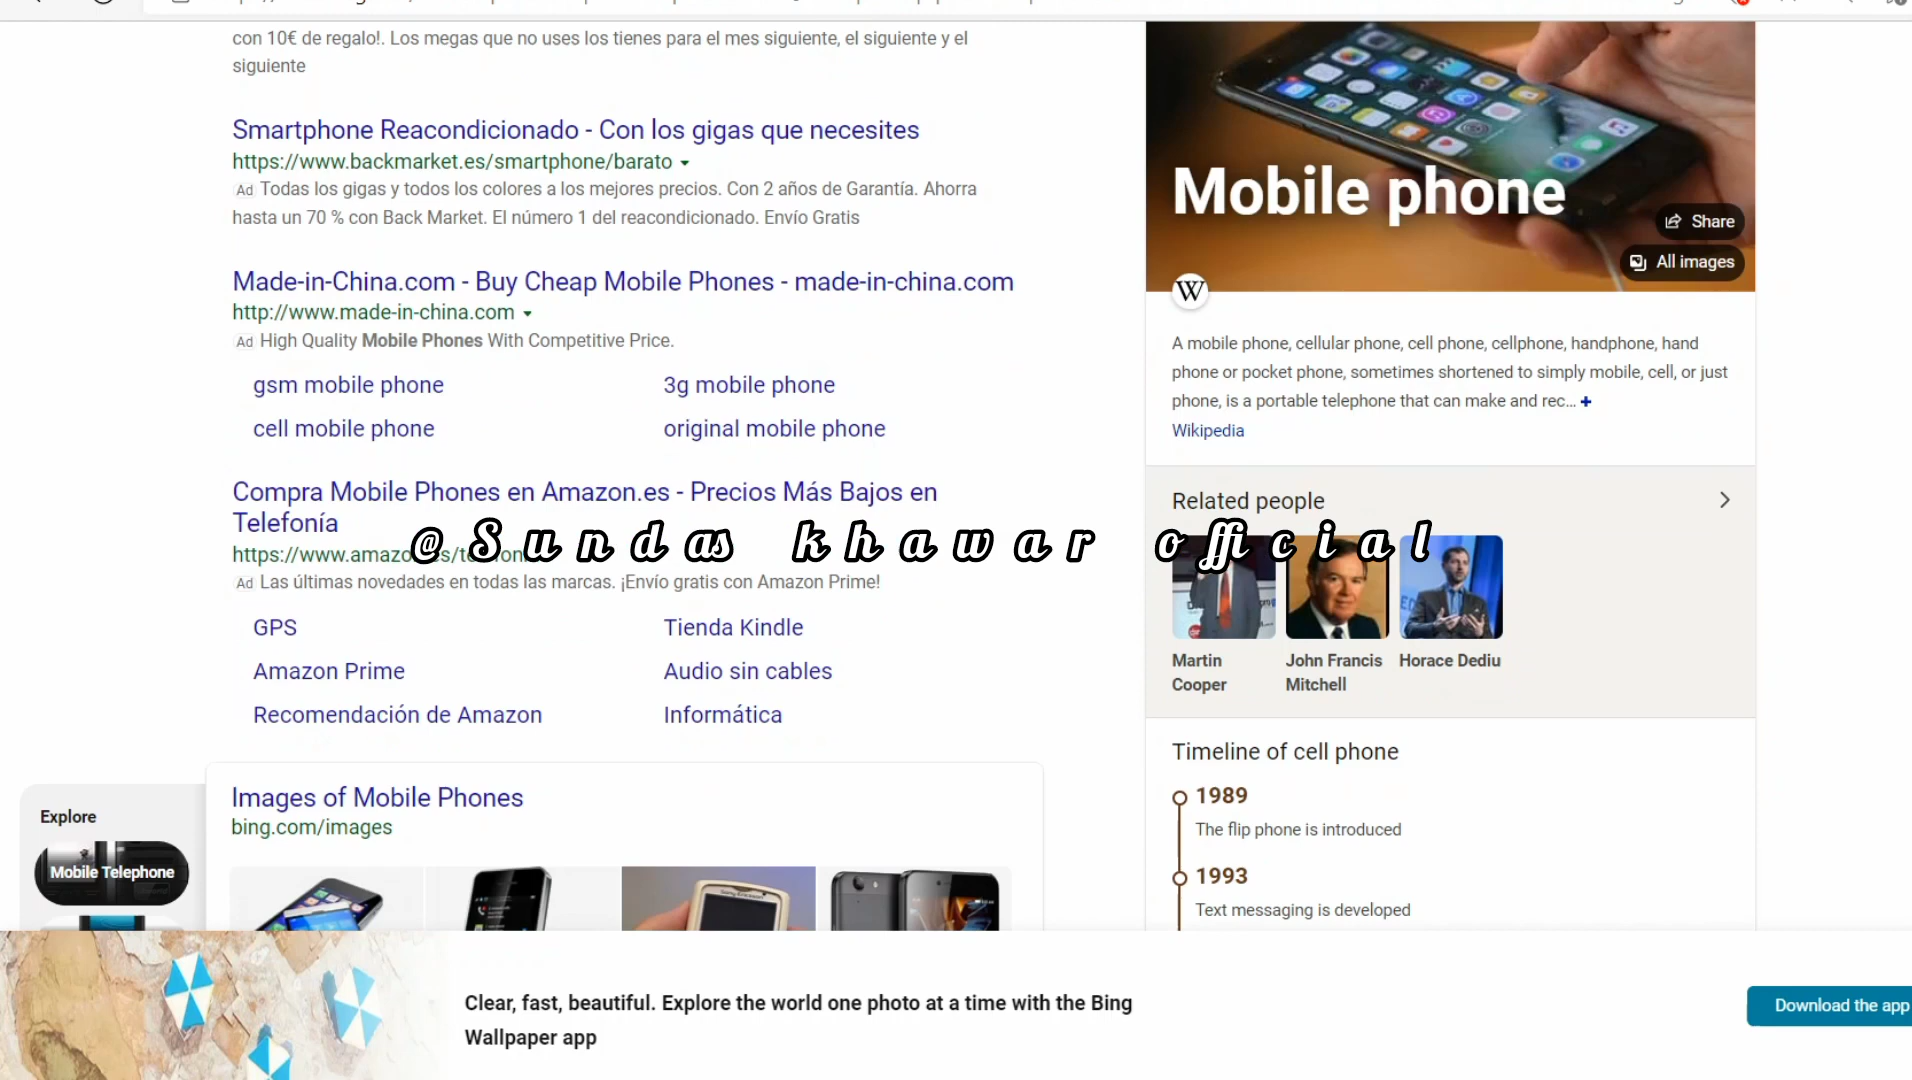 con 10€ de regalo!. Los megas que no uses los tienes para el mes siguiente, el siguiente y el
siguiente
Smartphone Reacondicionado - Con los gigas que necesites
https://www.backmarket.es/smartphone/barato
Ad Todas los gigas y todos los colores a los mejores precios. Con 2 años de Garantía. Ahorra
hasta un 70 % con Back Market. El número 1 del reacondicionado. Envío Gratis
Made-in-China.com - Buy Cheap Mobile Phones - made-in-china.com
http://www.made-in-china.com
Ad High Quality Mobile Phones With Competitive Price.
gsm mobile phone
3g mobile phone
cell mobile phone
original mobile phone
Compra Mobile Phones en Amazon.es - Precios Más Bajos en
Telefonía
@Sundas khawar official
Ad Las últimas novedades en todas las marcas. ¡Envío gratis con Amazon Prime!
GPS
Tienda Kindle
Amazon Prime
Audio sin cables
Recomendación de Amazon
Informática
Explore
Mobile Telephone
Images of Mobile Phones
bing.com/images
Mobile phone
Share
All images
W
A mobile phone, cellular phone, cell phone, cellphone, handphone, hand
phone or pocket phone, sometimes shortened to simply mobile, cell, or just
phone, is a portable telephone that can make and rec...
Wikipedia
Related people
Martin
Cooper
John Francis
Mitchell
Horace Dediu
Timeline of cell phone
1989
The flip phone is introduced
1993
Text messaging is developed
Clear, fast, beautiful. Explore the world one photo at a time with the Bing
Wallpaper app
Download the app